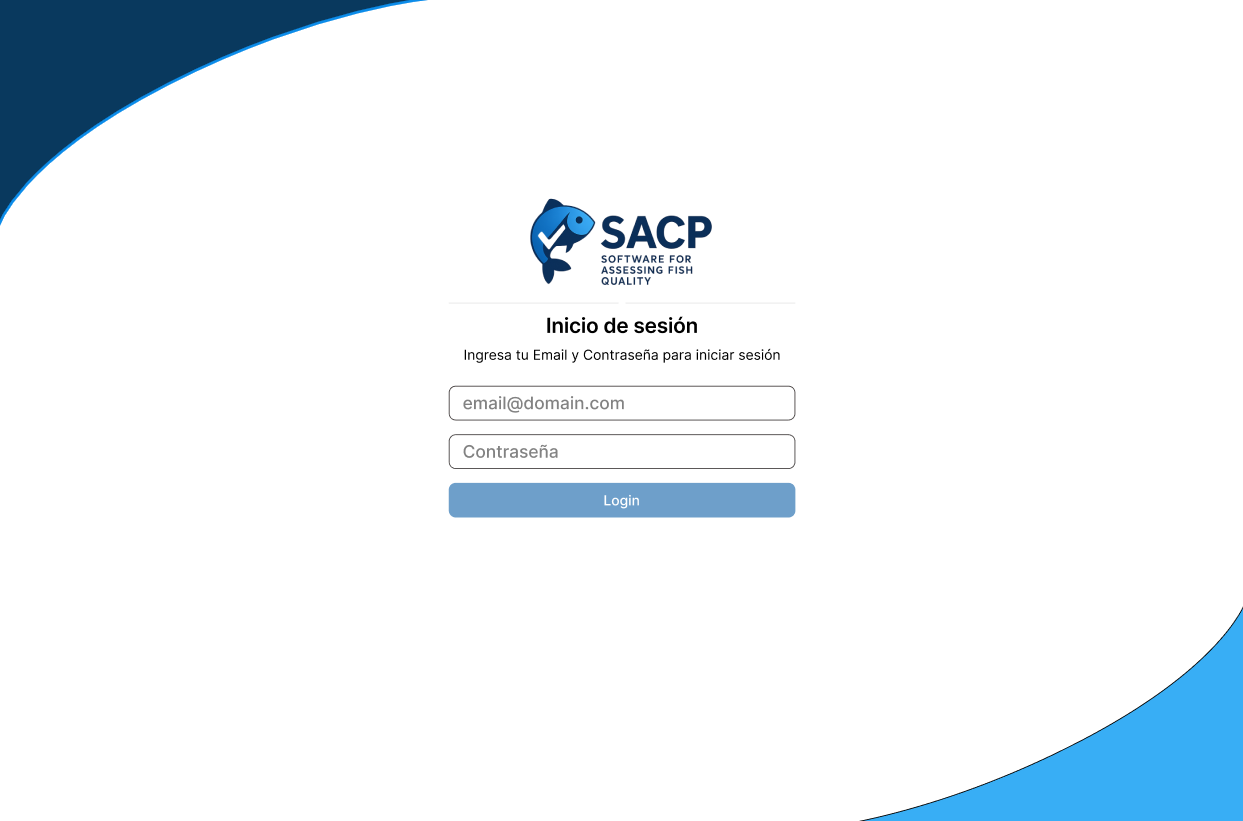 SACP
SOFTWARE FOR
ASSESSING FISH
QUALITY
Inicio de sesión
Ingresa tu Email y Contraseña para iniciar sesión
email@domain.com
Contraseña
Login